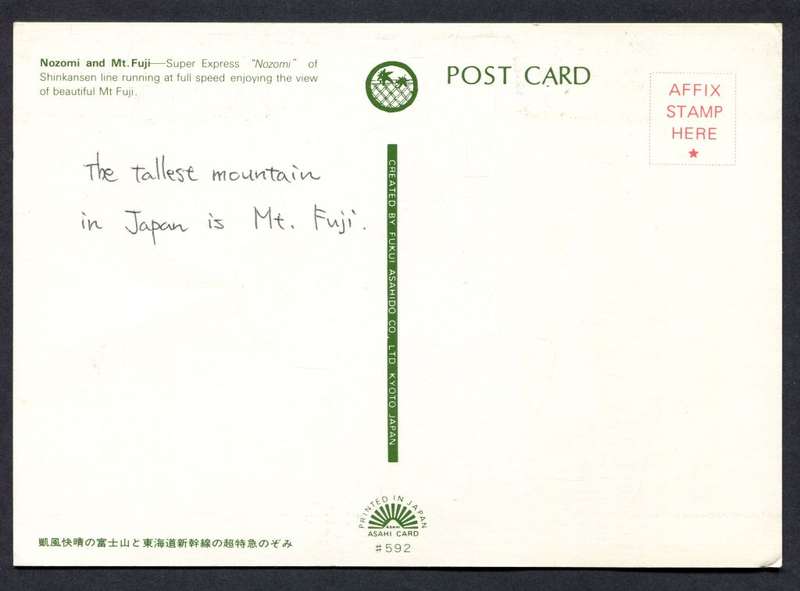 Nozomi and Mt. Fuji—Super Express "Nozomi" of
Shinkansen line running at full speed enjoying the view
of beautiful Mt Fuji.
POST CARD
AFFIX
STAMP
HERE
The tallest mountain
in Japan is Mt. Fuji.
CREATED BY FUKUI ASAHIDO CO., LTD. KYOTO JAPAN
PRINTED IN JAPAN
ASAHI
ASAHI CARD
#592
凱風快晴の富士山と東海道新幹線の超特急のぞみ